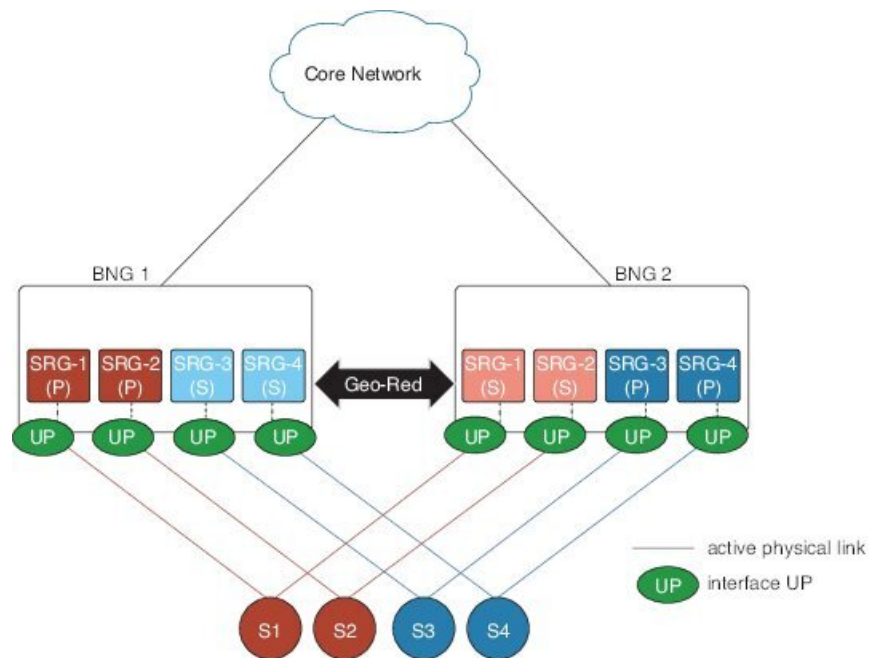 Core Network
BNG 1
BNG 2
SRG-1
(P)
SRG-2
(P)
SRG-3
(S)
SRG-4
(S)
Geo-Red
SRG-1
(S)
SRG-2
(S)
SRG-3
(P)
SRG-4
(P)
UP
UP
UP
UP
UP
UP
UP
UP
active physical link
UP
interface UP
S1
S2
S3
S4